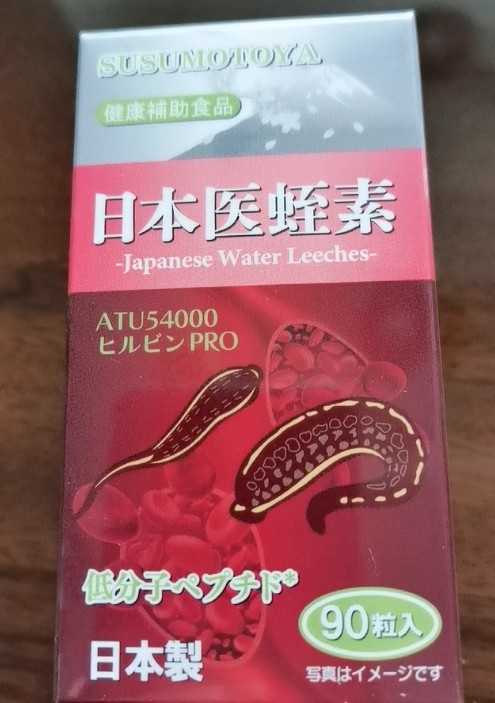 SUSUMOTOYA
健康補助食品
日本医蛭素
-Japanese Water Leeches-
ATU54000
ヒルビンPRO
低分子ペプチド*
90粒入
日本製
写真はイメージです